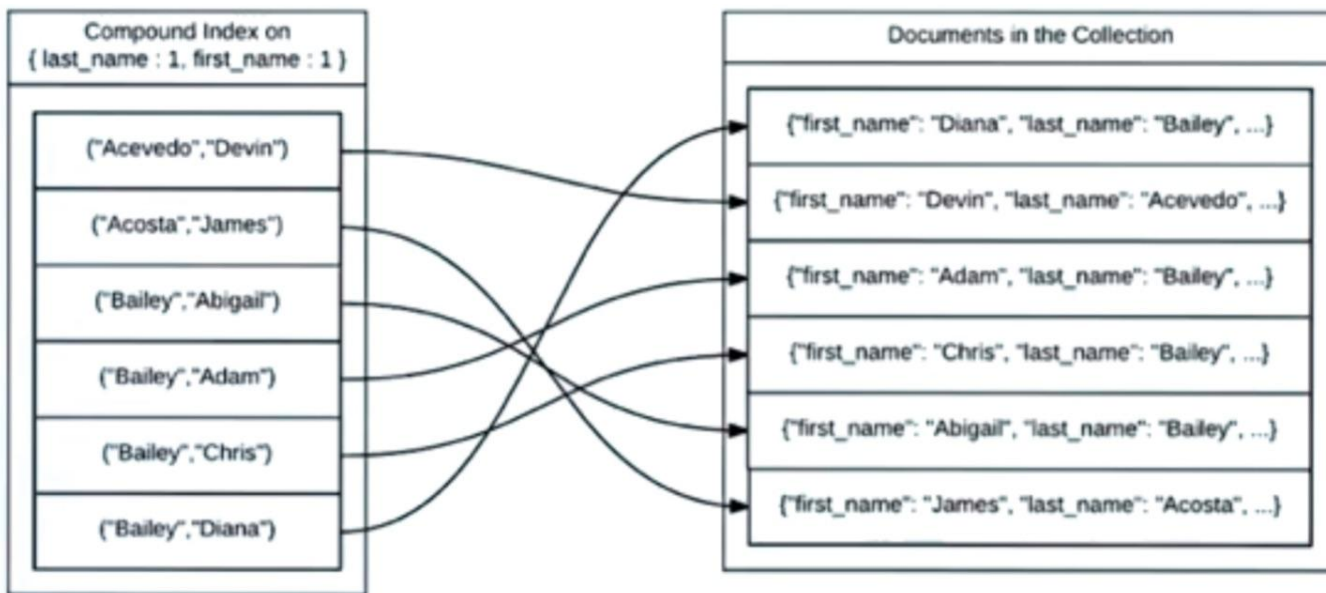 Compound Index on
{ last_name : 1, first_name : 1 }
("Acevedo","Devin")
("Acosta","James")
("Bailey","Abigail")
("Bailey","Adam")
("Bailey","Chris")
("Bailey","Diana")
Documents in the Collection
{"first_name": "Diana", "last_name": "Bailey", ...}
{"first_name": "Devin", "last_name": "Acevedo", ...}
{"first_name": "Adam", "last_name": "Bailey", ...}
{"first_name": "Chris", "last_name": "Bailey", ...}
{"first_name": "Abigail", "last_name": "Bailey", ...}
{"first_name": "James", "last_name": "Acosta", ...}